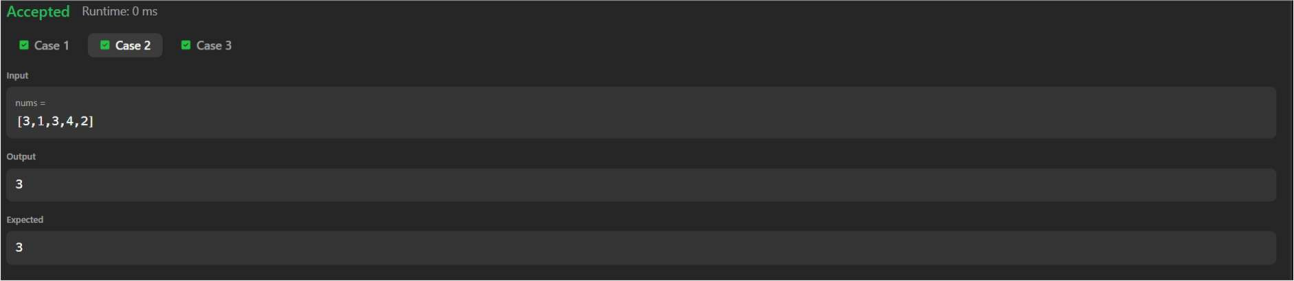 Accepted Runtime: 0 ms
Case 1 Case 2 Case 3
Input
nums =
[3,1,3,4,2]
Output
3
Expected
3